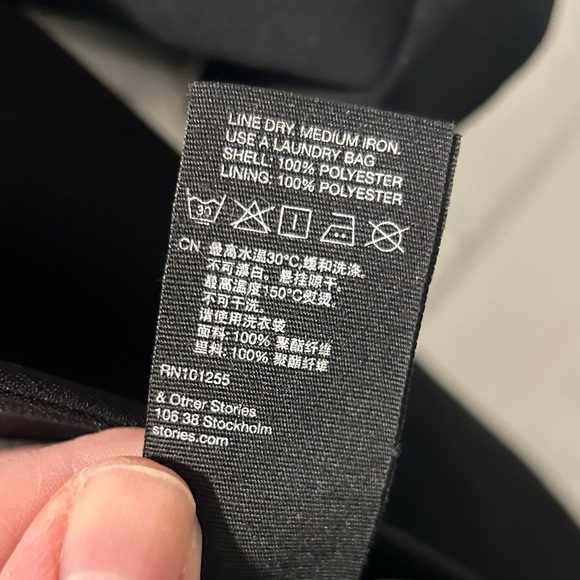 LINE DRY, MEDIUM IRON,
USE A LAUNDRY BAG
SHELL: 100% POLYESTER
LINING: 100% POLYESTER
30
CN 最高水温30°C,缓和洗涤。
不可漂白。悬挂晾干。
最高温度150°C熨烫。
不可干洗。
请使用洗衣袋
面料: 100% 聚酯纤维
里料: 100% 聚酯纤维
RN101255
& Other Stories
106 38 Stockholm
stories.com